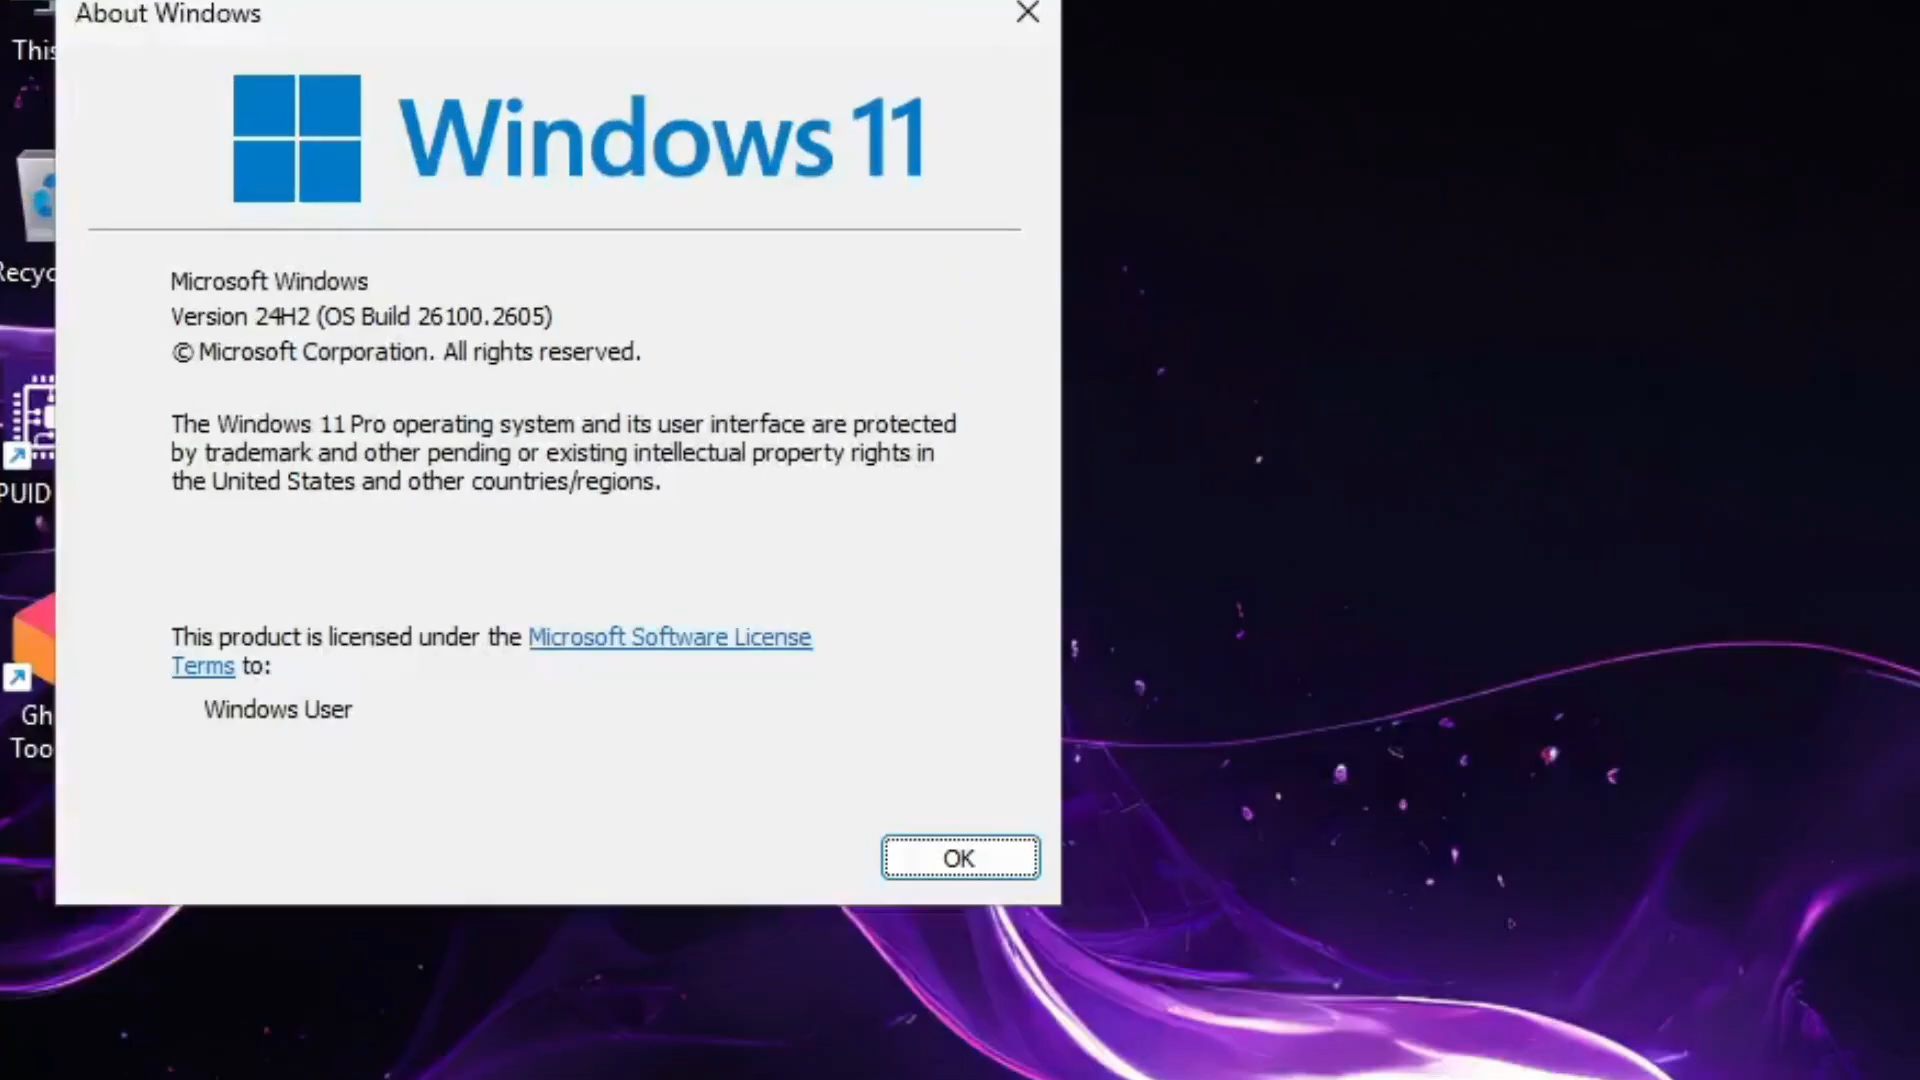 About Windows
This
Windows 11
Recyc
Microsoft Windows
Version 24H2 (OS Build 26100.2605)
© Microsoft Corporation. All rights reserved.
The Windows 11 Pro operating system and its user interface are protected
by trademark and other pending or existing intellectual property rights in
the United States and other countries/regions.
PUID
This product is licensed under the Microsoft Software License
Terms to:
Windows User
Gh
Too
OK